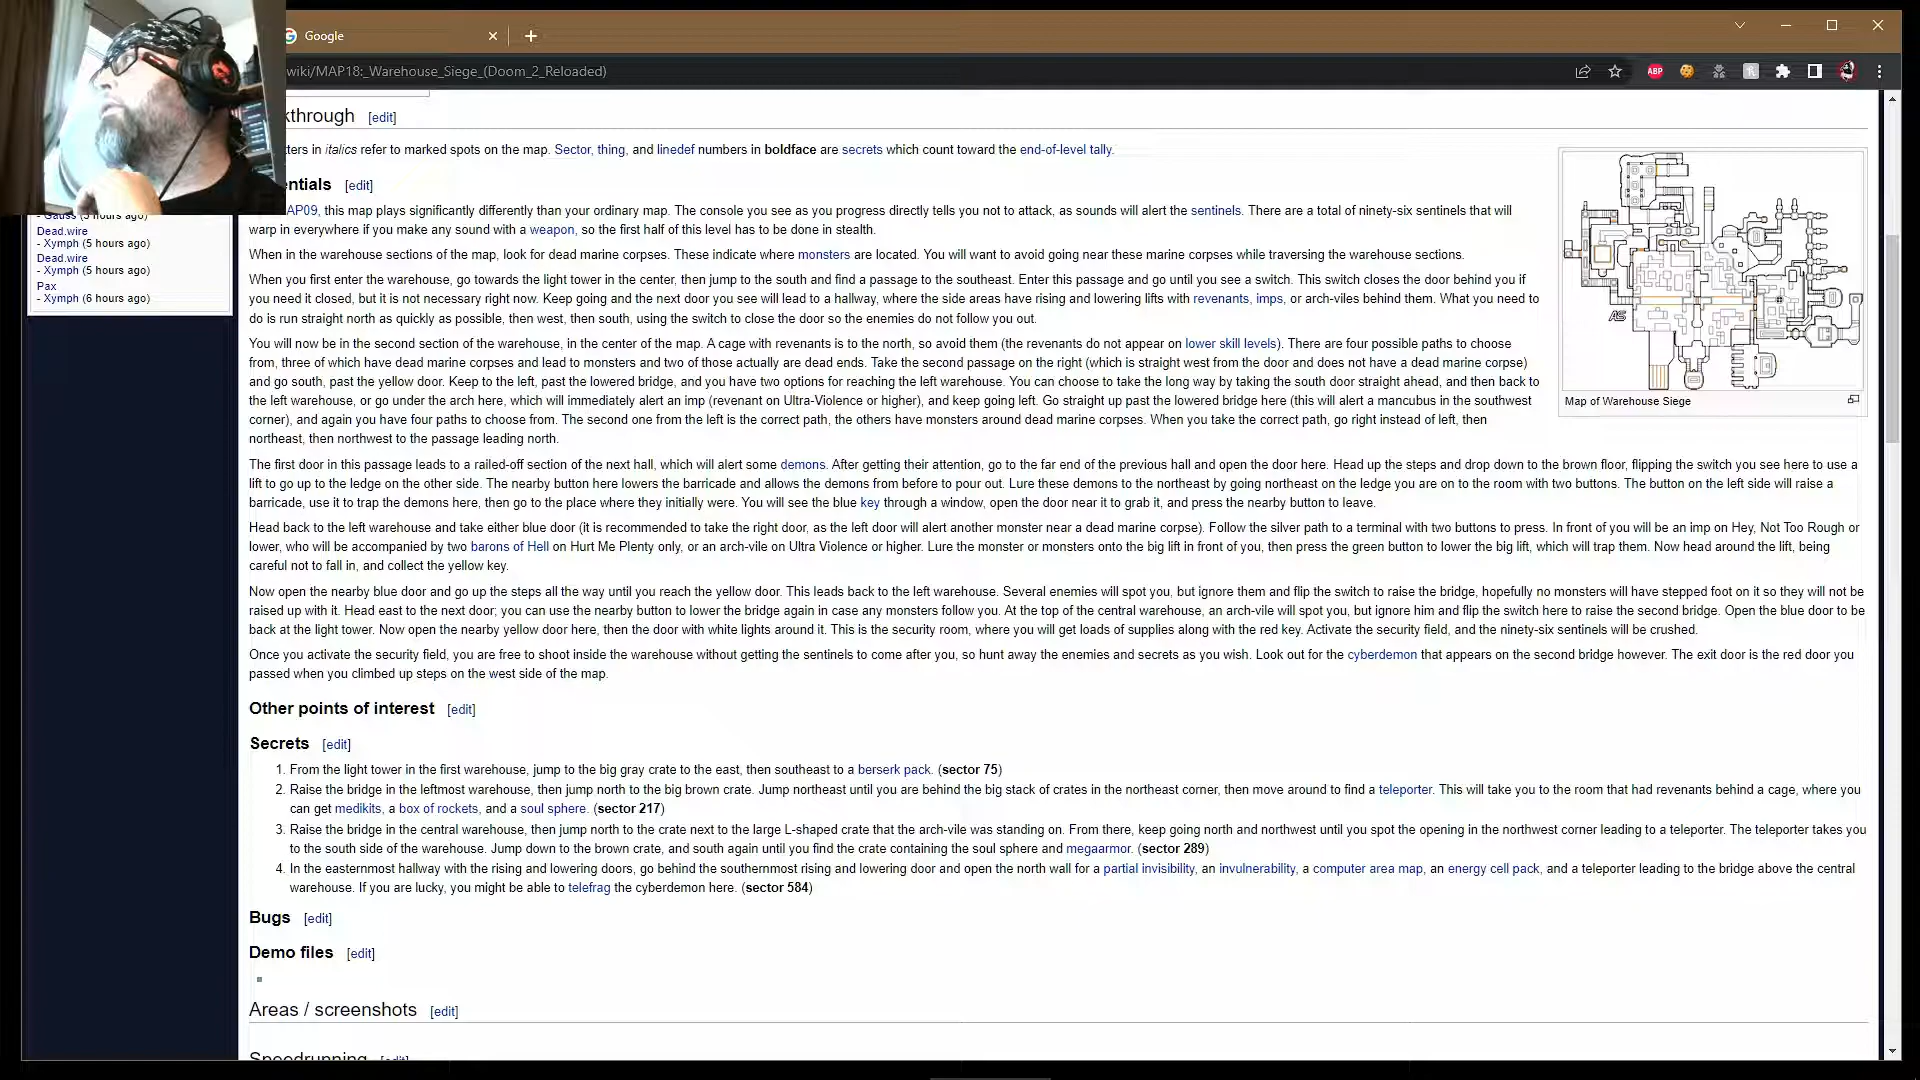 Google
wiki/MAP18:_Warehouse_Siege_(Doom_2_Reloaded)
ABP
kthrough [edit]
ters in italics refer to marked spots on the map. Sector, thing, and linedef numbers in boldface are secrets which count toward the end-of-level tally.
entials [edit]
AP09, this map plays significantly differently than your ordinary map. The console you see as you progress directly tells you not to attack, as sounds will alert the sentinels. There are a total of ninety-six sentinels that will
warp in everywhere if you make any sound with a weapon, so the first half of this level has to be done in stealth.
When in the warehouse sections of the map, look for dead marine corpses. These indicate where monsters are located. You will want to avoid going near these marine corpses while traversing the warehouse sections.
When you first enter the warehouse, go towards the light tower in the center, then jump to the south and find a passage to the southeast. Enter this passage and go until you see a switch. This switch closes the door behind you if
you need it closed, but it is not necessary right now. Keep going and the next door you see will lead to a hallway, where the side areas have rising and lowering lifts with revenants, imps, or arch-viles behind them. What you need to
do is run straight north as quickly as possible, then west, then south, using the switch to close the door so the enemies do not follow you out.
You will now be in the second section of the warehouse, in the center of the map. A cage with revenants is to the north, so avoid them (the revenants do not appear on lower skill levels). There are four possible paths to choose
from, three of which have dead marine corpses and lead to monsters and two of those actually are dead ends. Take the second passage on the right (which is straight west from the door and does not have a dead marine corpse)
and go south, past the yellow door. Keep to the left, past the lowered bridge, and you have two options for reaching the left warehouse. You can choose to take the long way by taking the south door straight ahead, and then back to
the left warehouse, or go under the arch here, which will immediately alert an imp (revenant on Ultra-Violence or higher), and keep going left. Go straight up past the lowered bridge here (this will alert a mancubus in the southwest
corner), and again you have four paths to choose from. The second one from the left is the correct path, the others have monsters around dead marine corpses. When you take the correct path, go right instead of left, then
northeast, then northwest to the passage leading north.
The first door in this passage leads to a railed-off section of the next hall, which will alert some demons. After getting their attention, go to the far end of the previous hall and open the door here. Head up the steps and drop down to the brown floor, flipping the switch you see here to use a
lift to go up to the ledge on the other side. The nearby button here lowers the barricade and allows the demons from before to pour out. Lure these demons to the northeast by going northeast on the ledge you are on to the room with two buttons. The button on the left side will raise a
barricade, use it to trap the demons here, then go to the place where they initially were. You will see the blue key through a window, open the door near it to grab it, and press the nearby button to leave.
Head back to the left warehouse and take either blue door (it is recommended to take the right door, as the left door will alert another monster near a dead marine corpse). Follow the silver path to a terminal with two buttons to press. In front of you will be an imp on Hey, Not Too Rough or
lower, who will be accompanied by two barons of Hell on Hurt Me Plenty only, or an arch-vile on Ultra Violence or higher. Lure the monster or monsters onto the big lift in front of you, then press the green button to lower the big lift, which will trap them. Now head around the lift, being
careful not to fall in, and collect the yellow key.
Now open the nearby blue door and go up the steps all the way until you reach the yellow door. This leads back to the left warehouse. Several enemies will spot you, but ignore them and flip the switch to raise the bridge, hopefully no monsters will have stepped foot on it so they will not be
raised up with it. Head east to the next door; you can use the nearby button to lower the bridge again in case any monsters follow you. At the top of the central warehouse, an arch-vile will spot you, but ignore him and flip the switch here to raise the second bridge. Open the blue door to be
back at the light tower. Now open the nearby yellow door here, then the door with white lights around it. This is the security room, where you will get loads of supplies along with the red key. Activate the security field, and the ninety-six sentinels will be crushed.
Once you activate the security field, you are free to shoot inside the warehouse without getting the sentinels to come after you, so hunt away the enemies and secrets as you wish. Look out for the cyberdemon that appears on the second bridge however. The exit door is the red door you
passed when you climbed up steps on the west side of the map.
Other points of interest [edit]
Secrets [edit]
1. From the light tower in the first warehouse, jump to the big gray crate to the east, then southeast to a berserk pack. (sector 75)
2. Raise the bridge in the leftmost warehouse, then jump north to the big brown crate. Jump northeast until you are behind the big stack of crates in the northeast corner, then move around to find a teleporter. This will take you to the room that had revenants behind a cage, where you
can get medikits, a box of rockets, and a soul sphere. (sector 217)
3. Raise the bridge in the central warehouse, then jump north to the crate next to the large L-shaped crate that the arch-vile was standing on. From there, keep going north and northwest until you spot the opening in the northwest corner leading to a teleporter. The teleporter takes you
to the south side of the warehouse. Jump down to the brown crate, and south again until you find the crate containing the soul sphere and megaarmor. (sector 289)
4. In the easternmost hallway with the rising and lowering doors, go behind the southernmost rising and lowering door and open the north wall for a partial invisibility, an invulnerability, a computer area map, an energy cell pack, and a teleporter leading to the bridge above the central
warehouse. If you are lucky, you might be able to telefrag the cyberdemon here. (sector 584)
Bugs [edit]
Demo files [edit]
Areas / screenshots [edit]
Speedrunning [edit]
- Gauss (5 hours ago)
Dead.wire
- Xymph (5 hours ago)
Dead.wire
- Xymph (5 hours ago)
Pax
- Xymph (6 hours ago)
AS
Map of Warehouse Siege